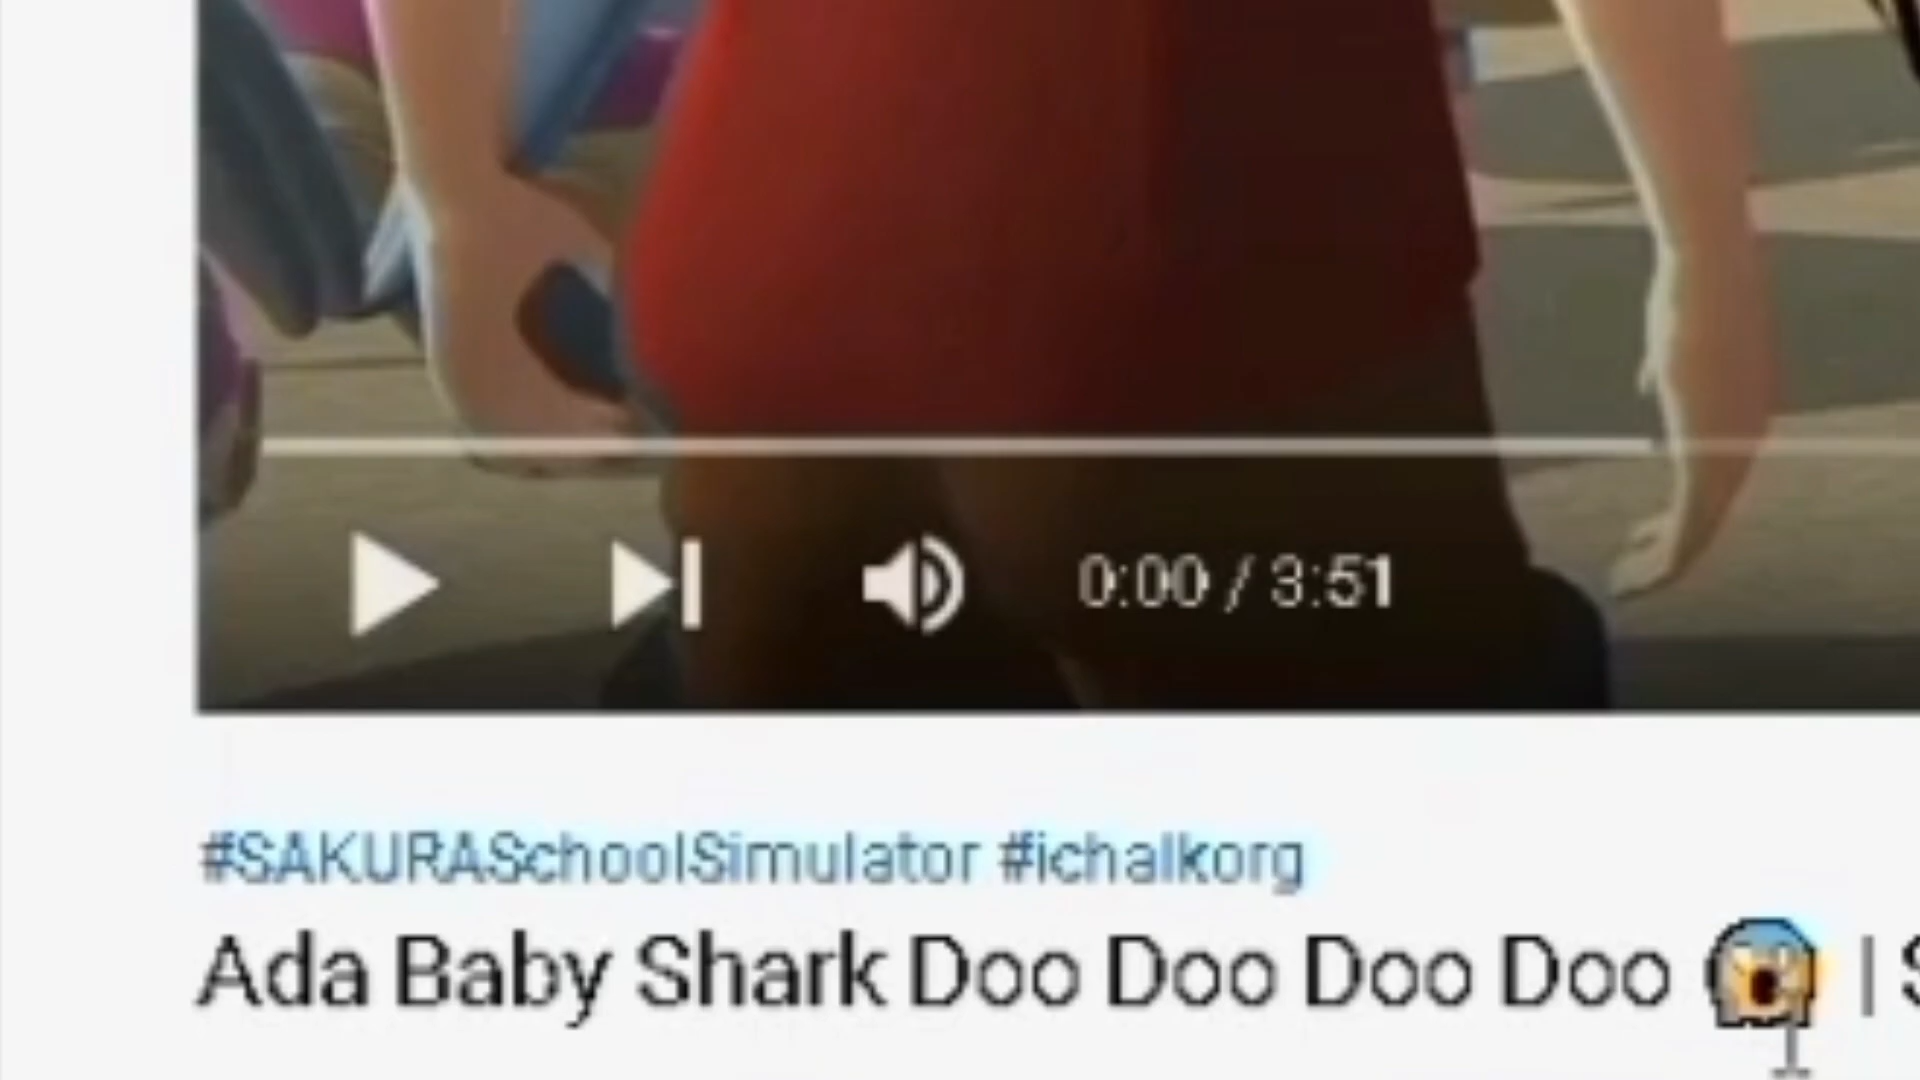 0:00 / 3:51
#SAKURASchoolSimulator #ichalkorg
Ada Baby Shark Doo Doo Doo Doo 😱 | S